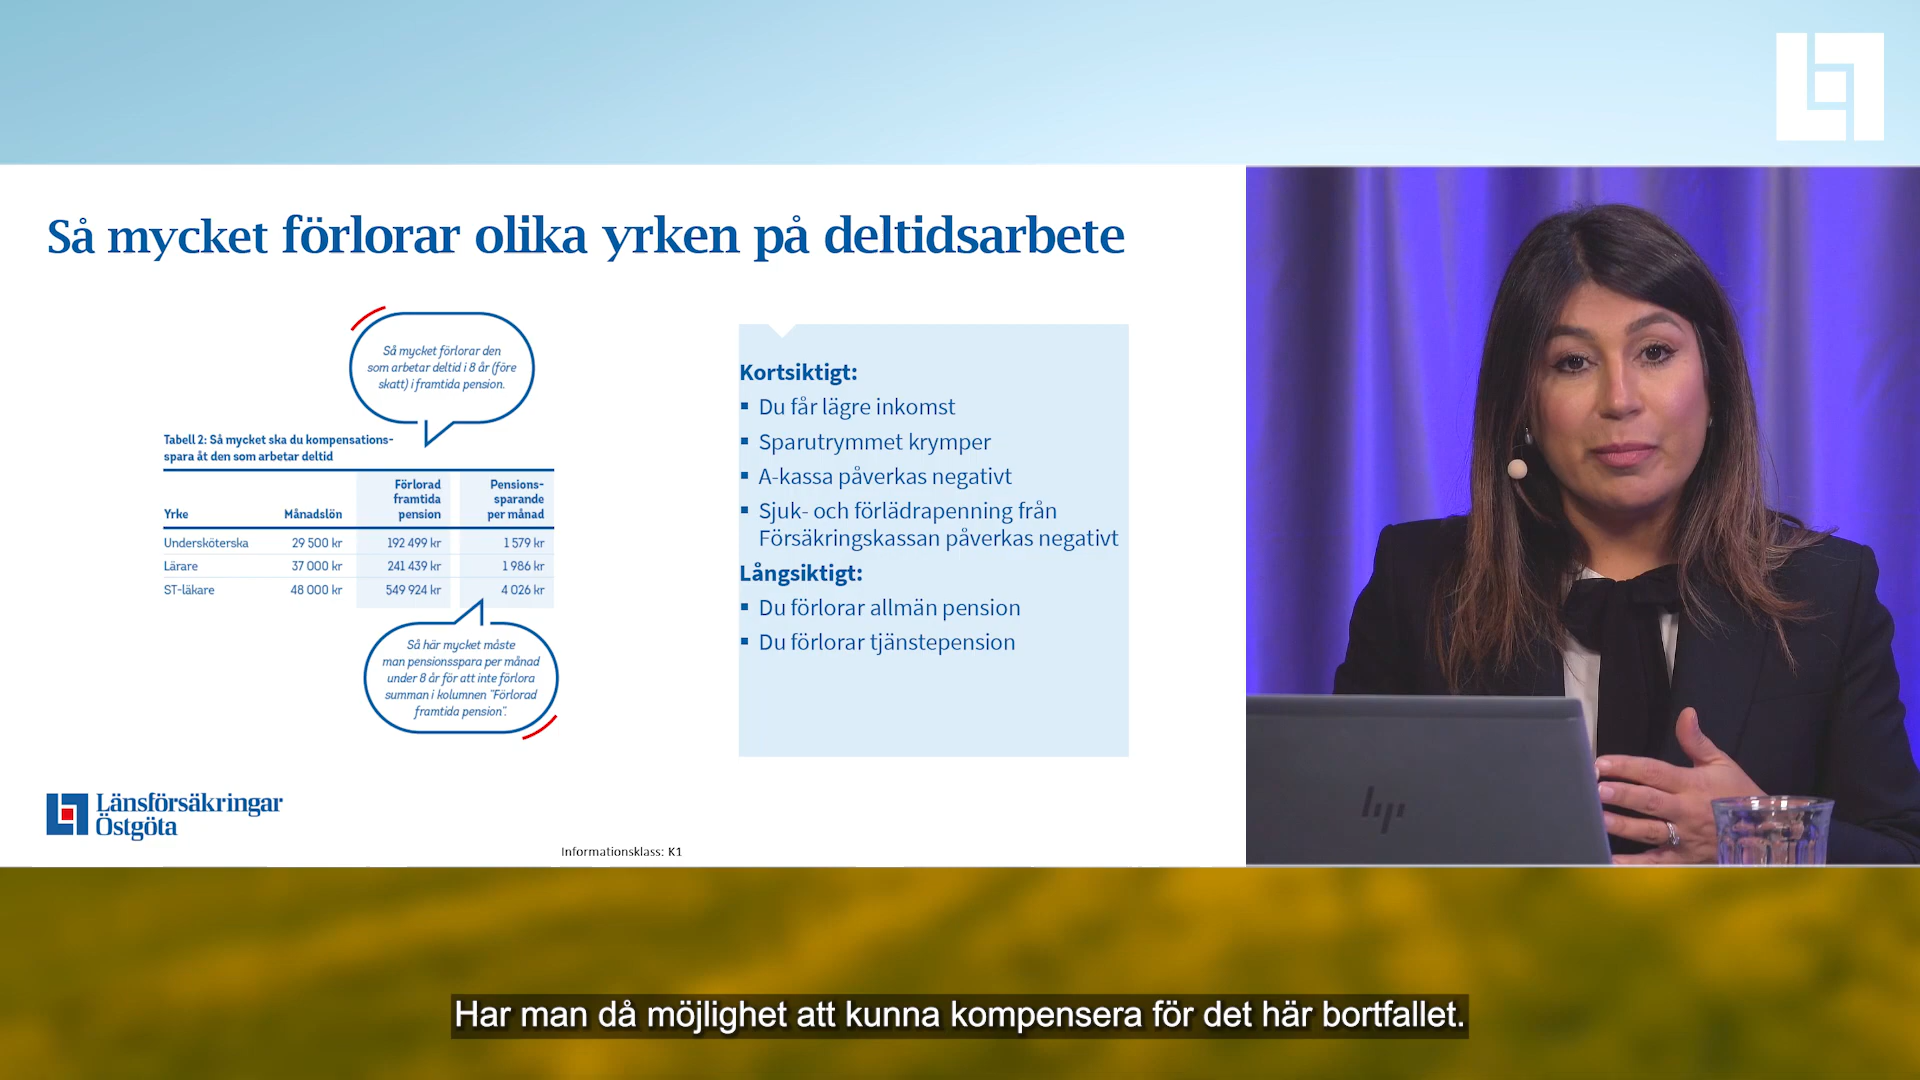 Så mycket förlorar olika yrken på deltidsarbete
Så mycket förlorar den
som arbetar deltid i 8 år (före
skatt) i framtida pension.
Tabell 2: Så mycket ska du kompensations-
spara åt den som arbetar deltid
Yrke Månadslön Förlorad framtida pension Pensions-sparande per månad
Undersköterska 29 500 kr 192 499 kr 1 579 kr
Lärare 37 000 kr 241 439 kr 1 986 kr
ST-läkare 48 000 kr 549 924 kr 4 026 kr
Så här mycket måste
man pensionsspara per månad
under 8 år för att inte förlora
summan i kolumnen "Förlorad
framtida pension".
Kortsiktigt:
▪ Du får lägre inkomst
▪ Sparutrymmet krymper
▪ A-kassa påverkas negativt
▪ Sjuk- och förlädrapenning från
Försäkringskassan påverkas negativt
Långsiktigt:
▪ Du förlorar allmän pension
▪ Du förlorar tjänstepension
Länsförsäkringar
Östgöta
Informationsklass: K1
hp
Har man då möjlighet att kunna kompensera för det här bortfallet.